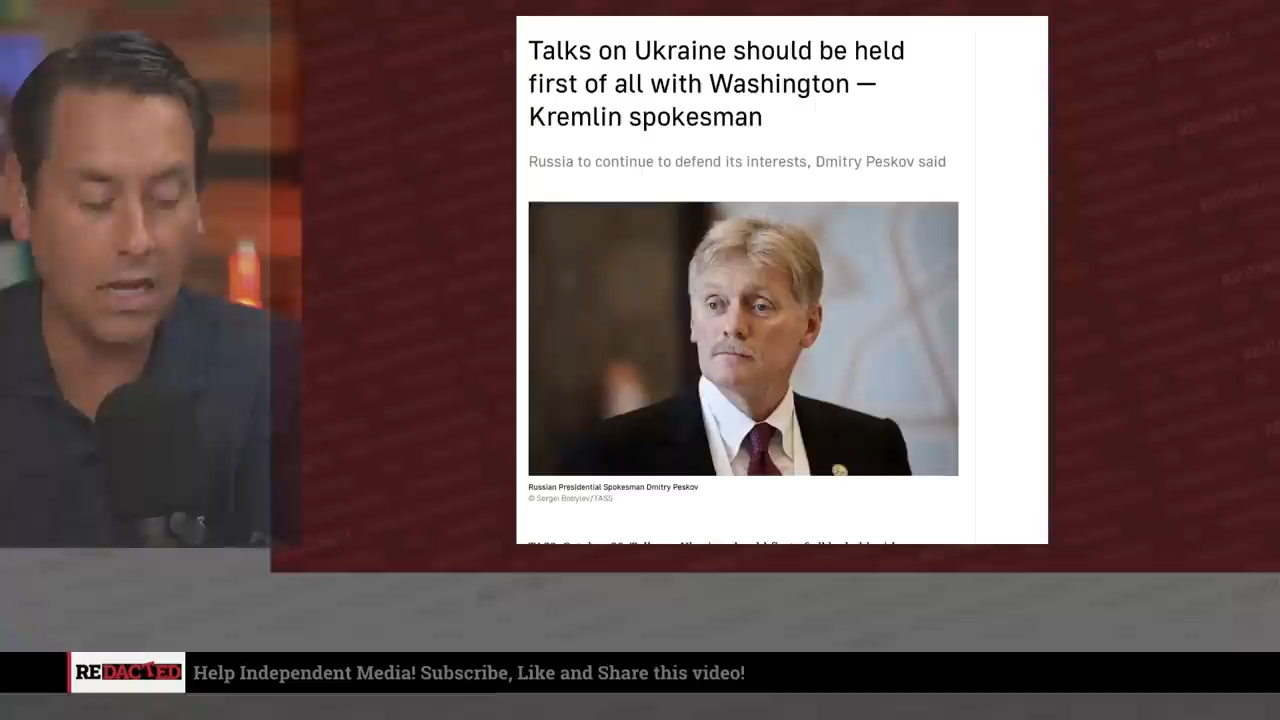 Talks on Ukraine should be held
first of all with Washington —
Kremlin spokesman
Russia to continue to defend its interests, Dmitry Peskov said
Russian Presidential Spokesman Dmitry Peskov
© Sergei Bobylev/TASS
REDACTED Help Independent Media! Subscribe, Like and Share this video!